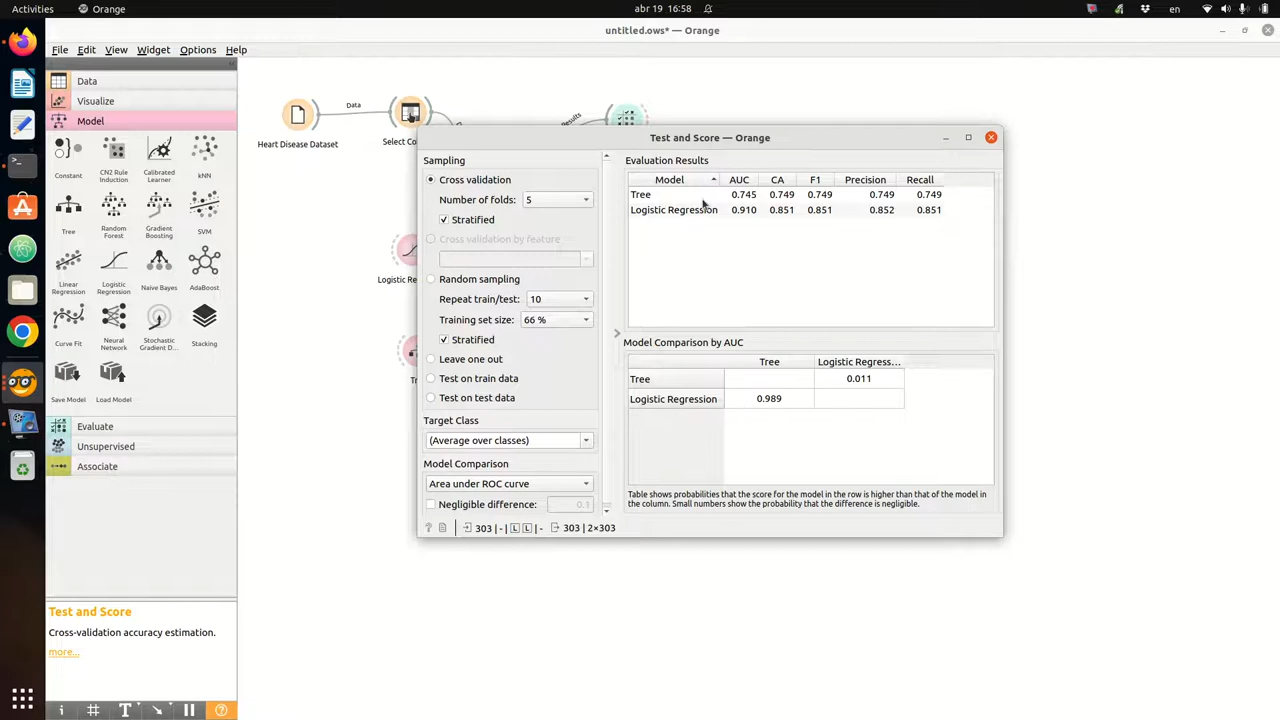 Activities
Orange
abr 19 16:58
en
untitled.ows* — Orange
File Edit View Widget Options Help
Data
Visualize
Model
Constant
CN2 Rule Induction
Calibrated Learner
kNN
Tree
Random Forest
Gradient Boosting
SVM
Linear Regression
Logistic Regression
Naive Bayes
AdaBoost
Curve Fit
Neural Network
Stochastic Gradient D...
Stacking
Save Model
Load Model
Evaluate
Unsupervised
Associate
Test and Score
Cross-validation accuracy estimation.
more...
Data
Results
Heart Disease Dataset
Select Co
Logistic Re
Test and Score — Orange
Sampling
Cross validation
Number of folds: 5
Stratified
Cross validation by feature
Random sampling
Repeat train/test: 10
Training set size: 66 %
Stratified
Leave one out
Test on train data
Test on test data
Target Class
(Average over classes)
Model Comparison
Area under ROC curve
Negligible difference: 0.1
303 | - | L L | - 303 | 2×303
Evaluation Results
Model AUC CA F1 Precision Recall
Tree 0.745 0.749 0.749 0.749 0.749
Logistic Regression 0.910 0.851 0.851 0.852 0.851
Model Comparison by AUC
Tree Logistic Regress...
Tree 0.011
Logistic Regression 0.989
Table shows probabilities that the score for the model in the row is higher than that of the model in
the column. Small numbers show the probability that the difference is negligible.